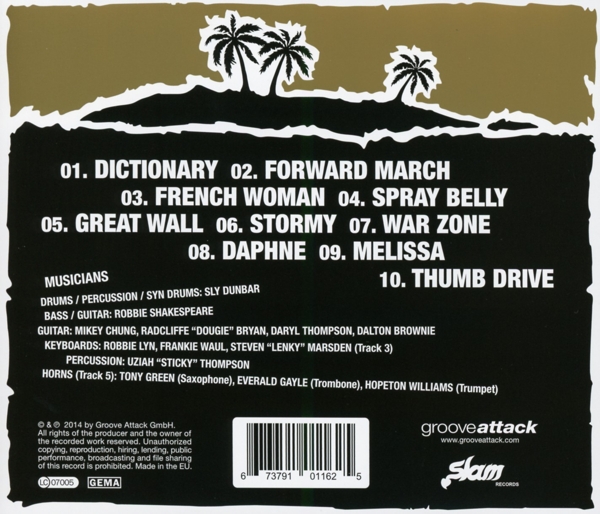 01. DICTIONARY 02. FORWARD MARCH
03. FRENCH WOMAN 04. SPRAY BELLY
05. GREAT WALL 06. STORMY 07. WAR ZONE
08. DAPHNE 09. MELISSA
10. THUMB DRIVE
MUSICIANS
DRUMS / PERCUSSION / SYN DRUMS: SLY DUNBAR
BASS / GUITAR: ROBBIE SHAKESPEARE
GUITAR: MIKEY CHUNG, RADCLIFFE "DOUGIE" BRYAN, DARYL THOMPSON, DALTON BROWNIE
KEYBOARDS: ROBBIE LYN, FRANKIE WAUL, STEVEN "LENKY" MARSDEN (Track 3)
PERCUSSION: UZIAH "STICKY" THOMPSON
HORNS (Track 5): TONY GREEN (Saxophone), EVERALD GAYLE (Trombone), HOPETON WILLIAMS (Trumpet)
© & ℗ 2014 by Groove Attack GmbH.
All rights of the producer and the owner of
the recorded work reserved. Unauthorized
copying, reproduction, hiring, lending, public
performance, broadcasting and file sharing
of this record is prohibited. Made in the EU.
LC 07005 GEMA
6 73791 01162 5
grooveattack
www.grooveattack.com
Slam
RECORDS